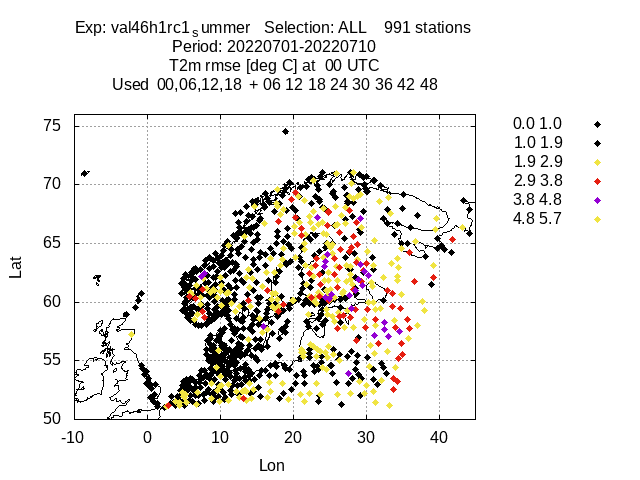 Exp: val46h1rc1_summer Selection: ALL 991 stations
Period: 20220701-20220710
T2m rmse [deg C] at 00 UTC
Used 00,06,12,18 + 06 12 18 24 30 36 42 48
0.0 1.0
1.0 1.9
1.9 2.9
2.9 3.8
3.8 4.8
4.8 5.7
75
70
65
60
55
50
Lat
-10 0 10 20 30 40
Lon